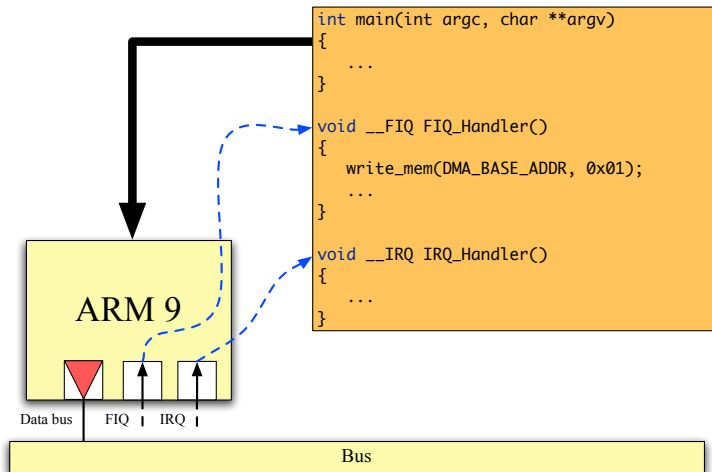 int main(int argc, char **argv)
{
...
}
void __FIQ FIQ_Handler()
{
write_mem(DMA_BASE_ADDR, 0x01);
...
}
void __IRQ IRQ_Handler()
{
...
}
ARM 9
Data bus
FIQ
IRQ
Bus